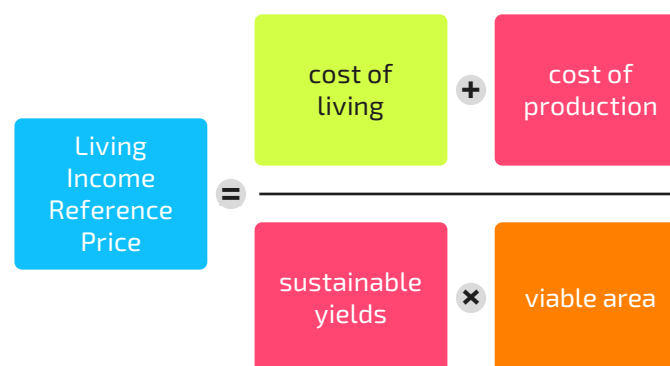 cost of
living
+
cost of
production
Living
Income
Reference
Price
=
sustainable
yields
×
viable area